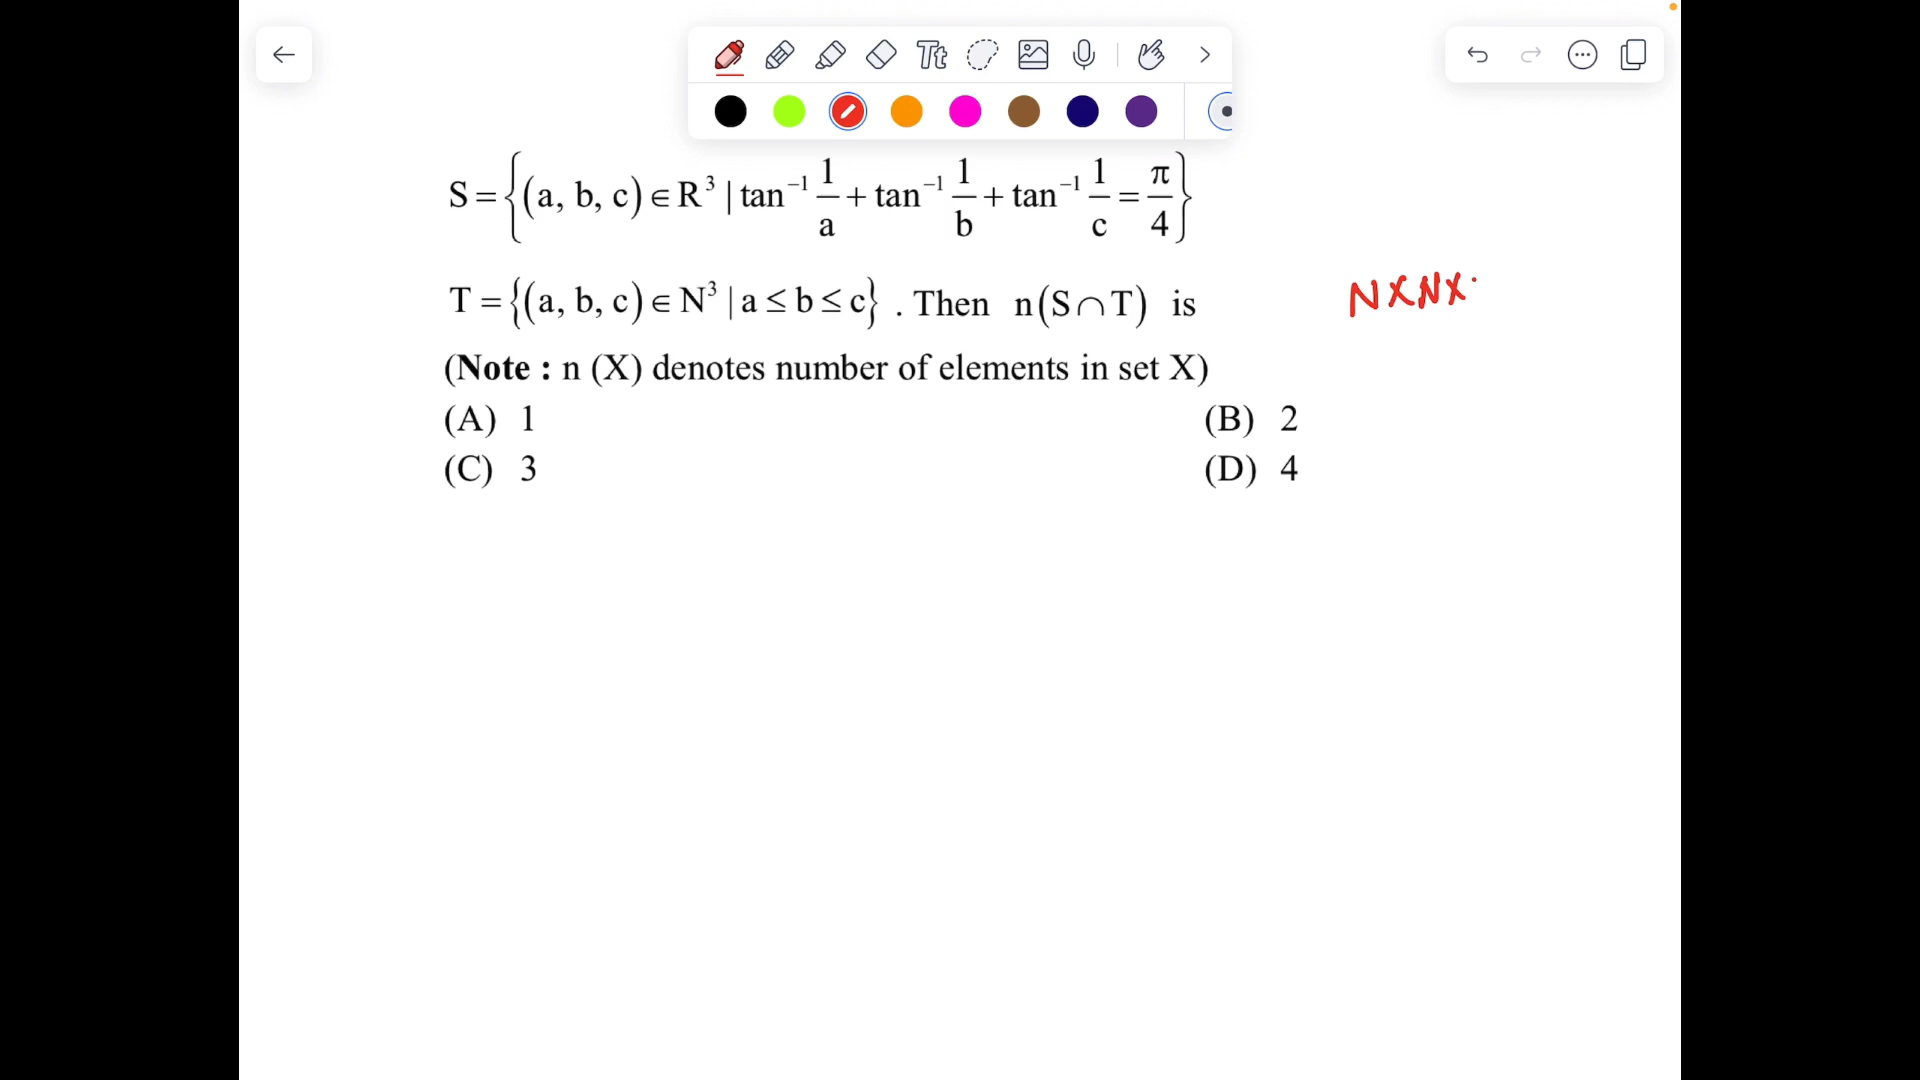 Tt
S = {(a, b, c) ∈ R³ | tan⁻¹ 1/a + tan⁻¹ 1/b + tan⁻¹ 1/c = π/4}
T = {(a, b, c) ∈ N³ | a ≤ b ≤ c} . Then n(S ∩ T) is
N×N×
(Note : n (X) denotes number of elements in set X)
(A) 1 (B) 2
(C) 3 (D) 4